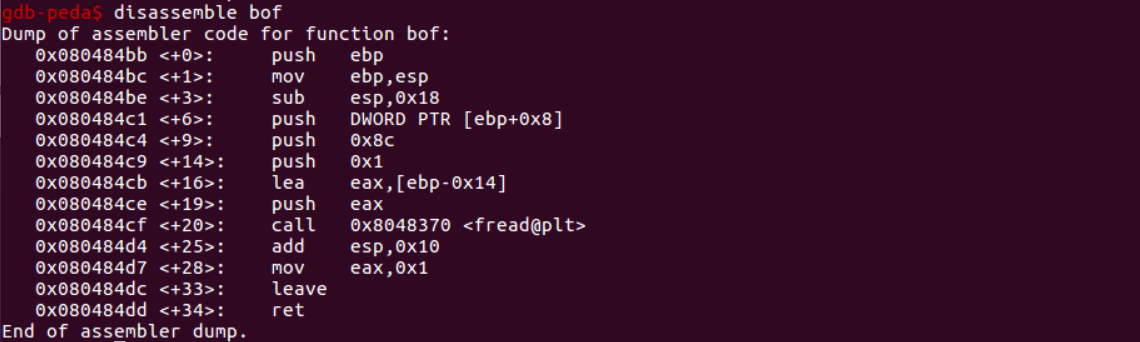 gdb-peda$ disassemble bof
Dump of assembler code for function bof:
   0x080484bb <+0>:     push   ebp
   0x080484bc <+1>:     mov    ebp,esp
   0x080484be <+3>:     sub    esp,0x18
   0x080484c1 <+6>:     push   DWORD PTR [ebp+0x8]
   0x080484c4 <+9>:     push   0x8c
   0x080484c9 <+14>:    push   0x1
   0x080484cb <+16>:    lea    eax,[ebp-0x14]
   0x080484ce <+19>:    push   eax
   0x080484cf <+20>:    call   0x8048370 <fread@plt>
   0x080484d4 <+25>:    add    esp,0x10
   0x080484d7 <+28>:    mov    eax,0x1
   0x080484dc <+33>:    leave
   0x080484dd <+34>:    ret
End of assembler dump.